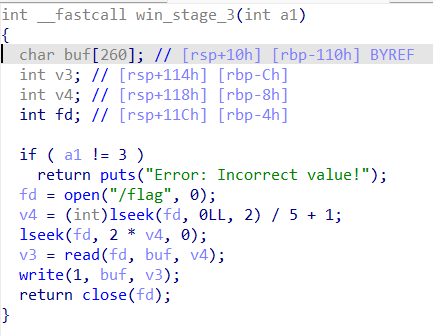 int __fastcall win_stage_3(int a1)
{
  char buf[260]; // [rsp+10h] [rbp-110h] BYREF
  int v3; // [rsp+114h] [rbp-Ch]
  int v4; // [rsp+118h] [rbp-8h]
  int fd; // [rsp+11Ch] [rbp-4h]

  if ( a1 != 3 )
    return puts("Error: Incorrect value!");
  fd = open("/flag", 0);
  v4 = (int)lseek(fd, 0LL, 2) / 5 + 1;
  lseek(fd, 2 * v4, 0);
  v3 = read(fd, buf, v4);
  write(1, buf, v3);
  return close(fd);
}